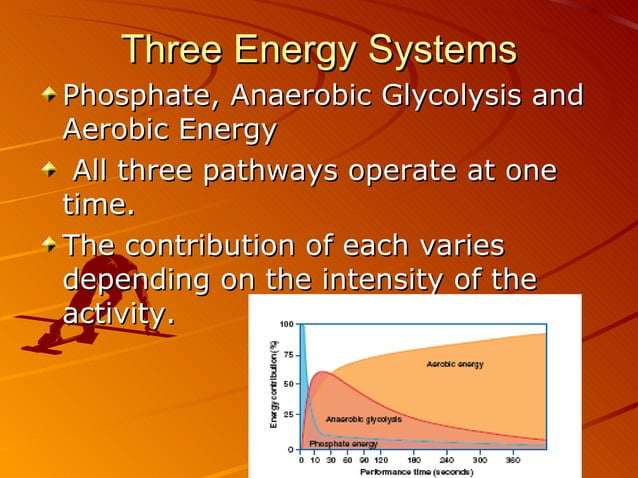 Three Energy Systems
Phosphate, Anaerobic Glycolysis and
Aerobic Energy
All three pathways operate at one
time.
The contribution of each varies
depending on the intensity of the
activity.
100
75
50
25
0
Energy contribution (%)
Aerobic energy
Anaerobic glycolysis
Phosphate energy
0 10 30 60 90 120 180 240 300 360
Performance time (seconds)